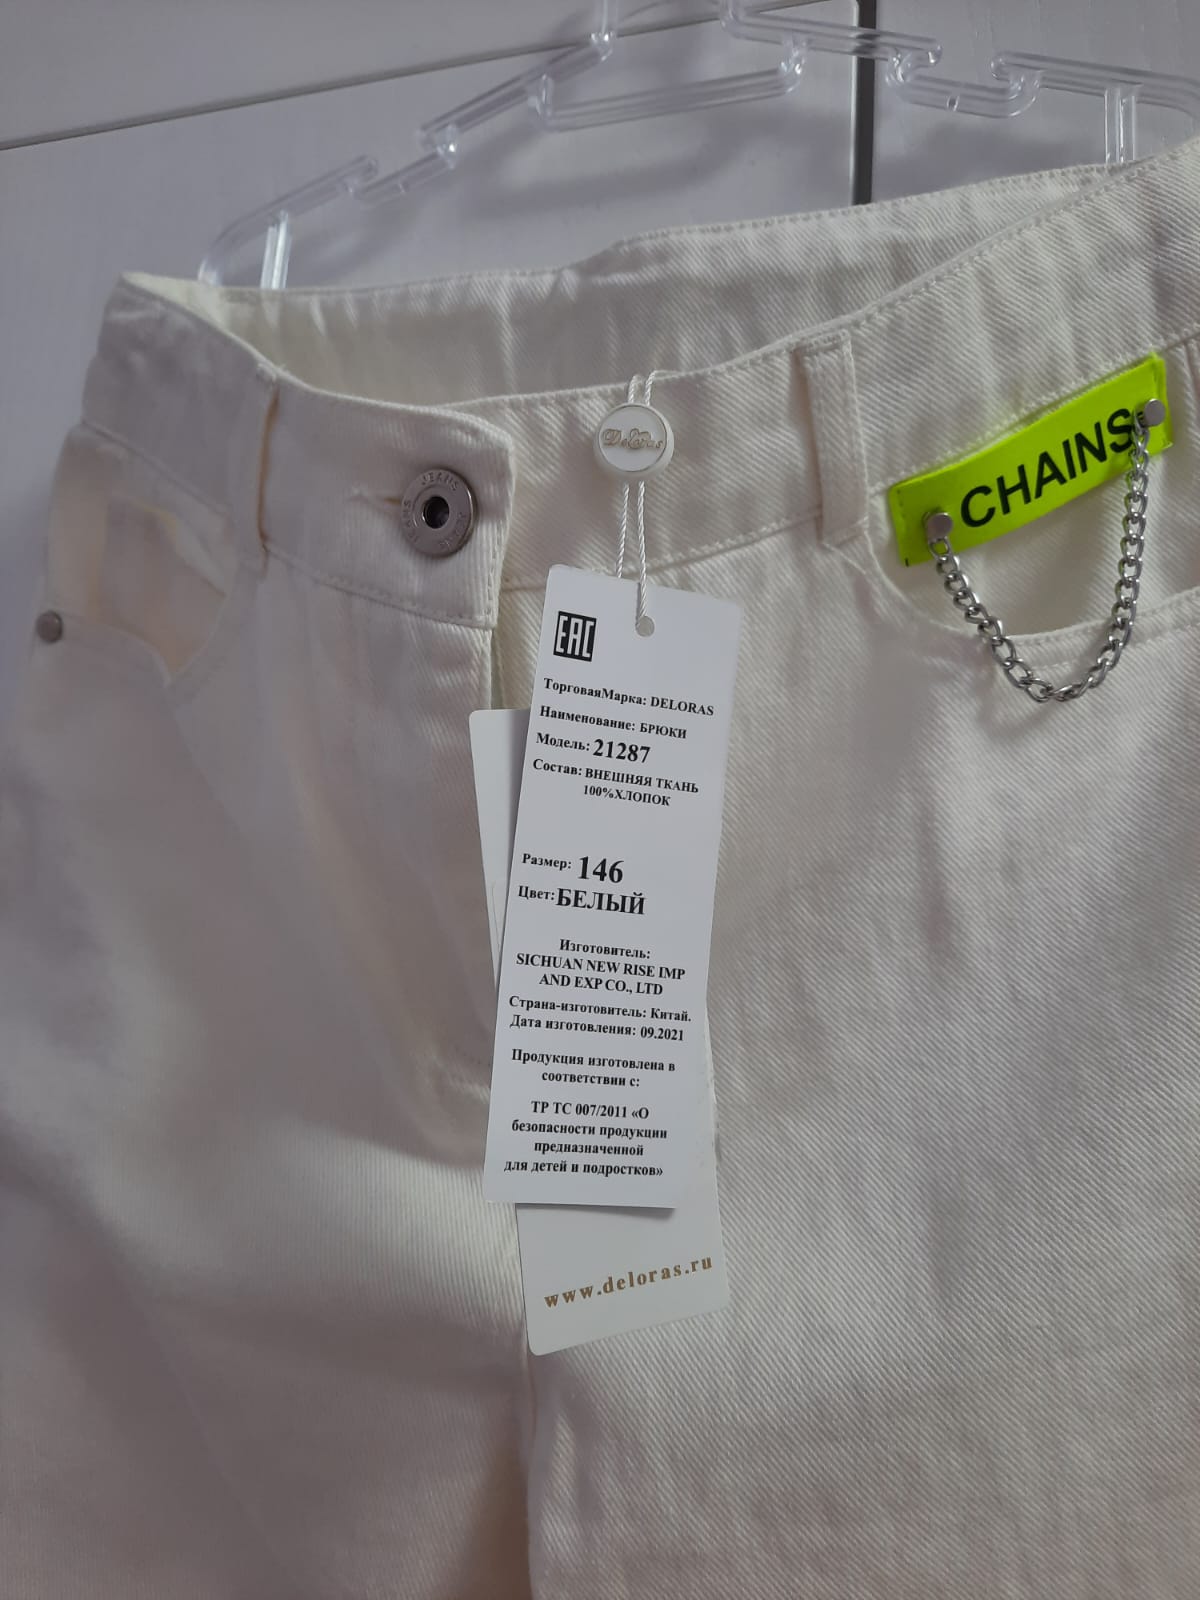 CHAINS
Deloras
JEANS
EAC
ТорговаяМарка: DELORAS
Наименование: БРЮКИ
Модель: 21287
Состав: ВНЕШНЯЯ ТКАНЬ
100%ХЛОПОК
Размер: 146
Цвет: БЕЛЫЙ
Изготовитель:
SICHUAN NEW RISE IMP
AND EXP CO., LTD
Страна-изготовитель: Китай.
Дата изготовления: 09.2021
Продукция изготовлена в
соответствии с:
ТР ТС 007/2011 «О
безопасности продукции
предназначенной
для детей и подростков»
www.deloras.ru